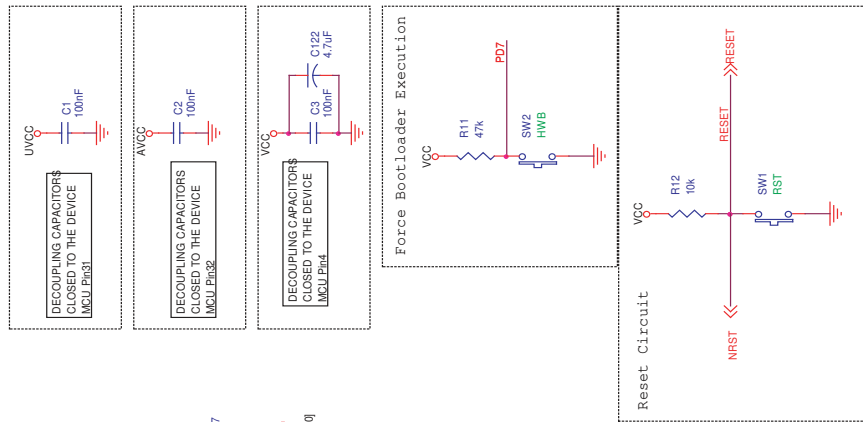 UVCC
C1
100nF
DECOUPLING CAPACITORS
CLOSED TO THE DEVICE
MCU Pin31
AVCC
C2
100nF
DECOUPLING CAPACITORS
CLOSED TO THE DEVICE
MCU Pin32
VCC
C3
100nF
C122
4.7uF
DECOUPLING CAPACITORS
CLOSED TO THE DEVICE
MCU Pin4
Force Bootloader Execution
VCC
R11
47k
PD7
SW2
HWB
Reset Circuit
VCC
R12
10k
RESET
RESET
SW1
RST
NRST
7
0]